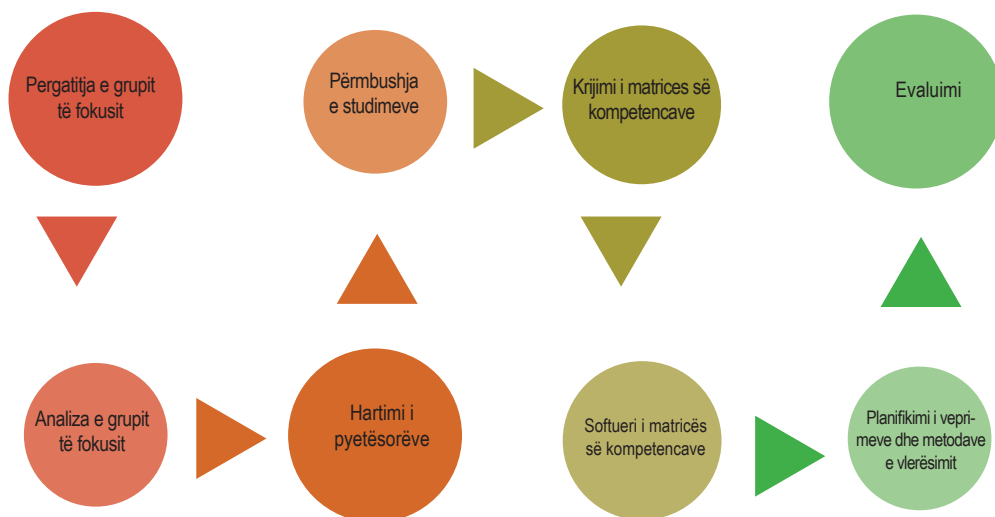 Pergatitja e grupit
të fokusit
Përmbushja
e studimeve
Krijimi i matrices së
kompetencave
Evaluimi
Analiza e grupit
të fokusit
Hartimi i
pyetësorëve
Softueri i matricës
së kompetencave
Planifikimi i vepri-
meve dhe metodave
e vlerësimit